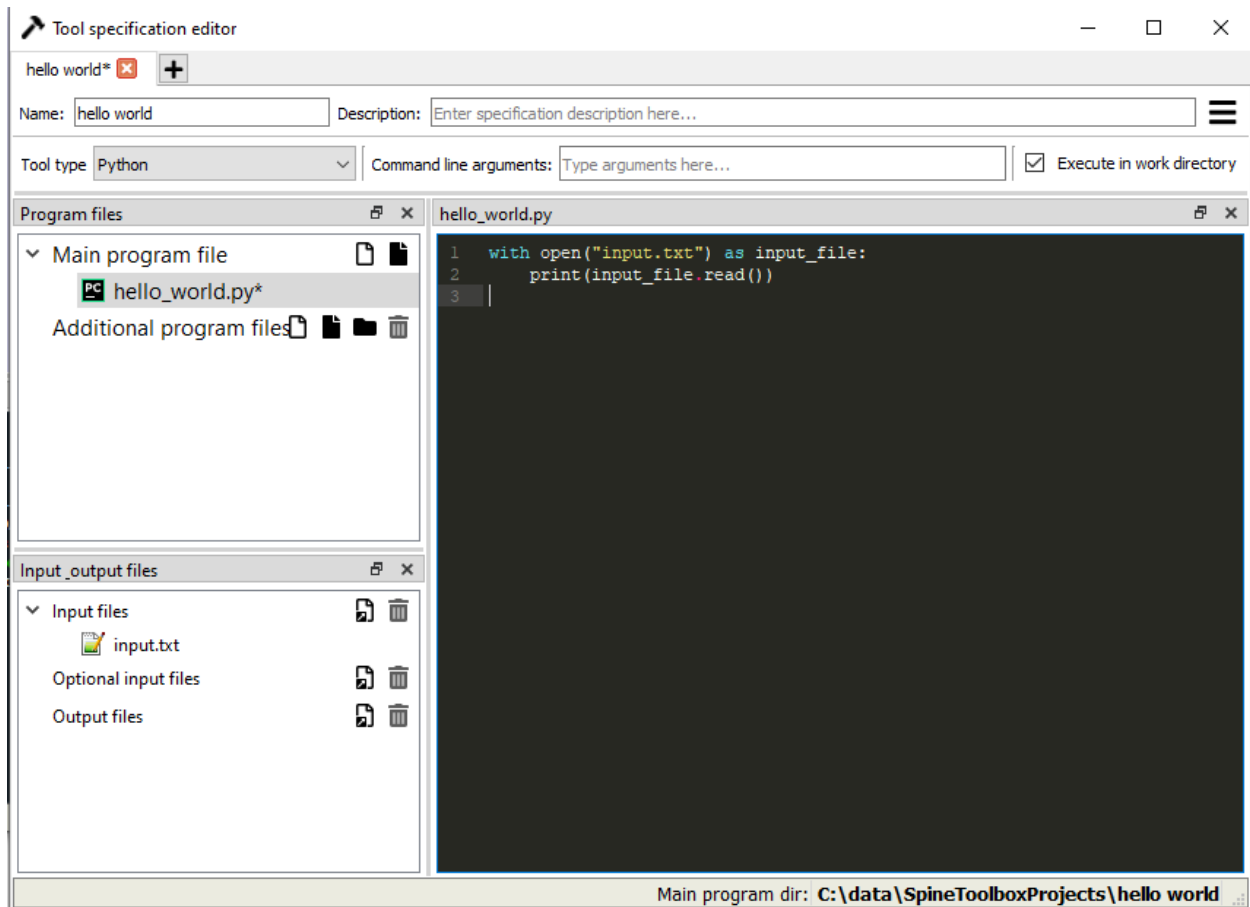 Tool specification editor
hello world*
Name: hello world Description: Enter specification description here...
Tool type Python Command line arguments: Type arguments here... Execute in work directory
Program files
Main program file
PC hello_world.py*
Additional program files
Input_output files
Input files
input.txt
Optional input files
Output files
hello_world.py
1 with open("input.txt") as input_file:
2 print(input_file.read())
3
Main program dir: C:\data\SpineToolboxProjects\hello world